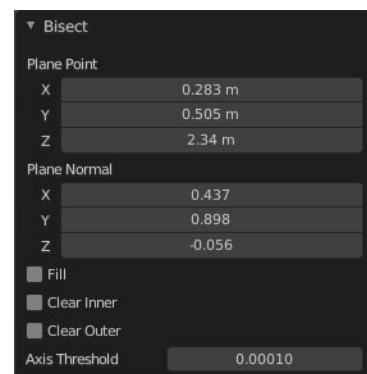 Bisect
Plane Point
X 0.283 m
Y 0.505 m
Z 2.34 m
Plane Normal
X 0.437
Y 0.898
Z -0.056
Fill
Clear Inner
Clear Outer
Axis Threshold 0.00010